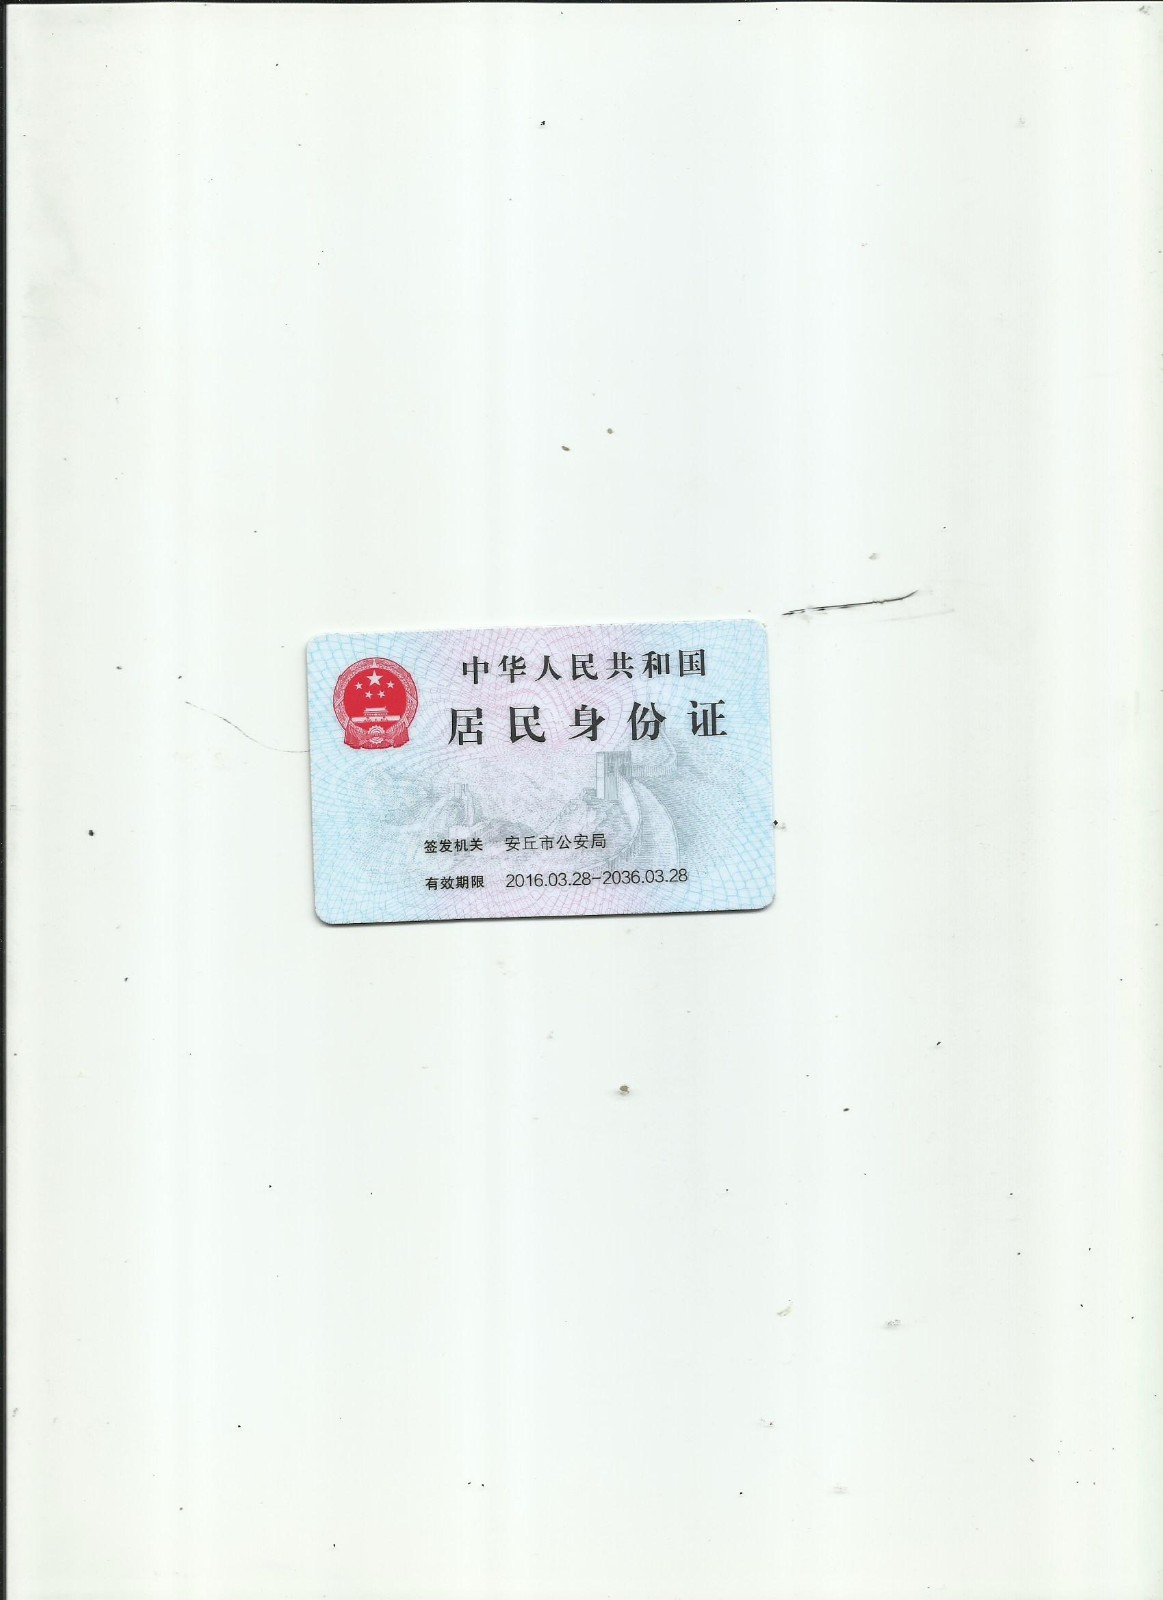 中华人民共和国
居民身份证
签发机关 安丘市公安局
有效期限 2016.03.28-2036.03.28